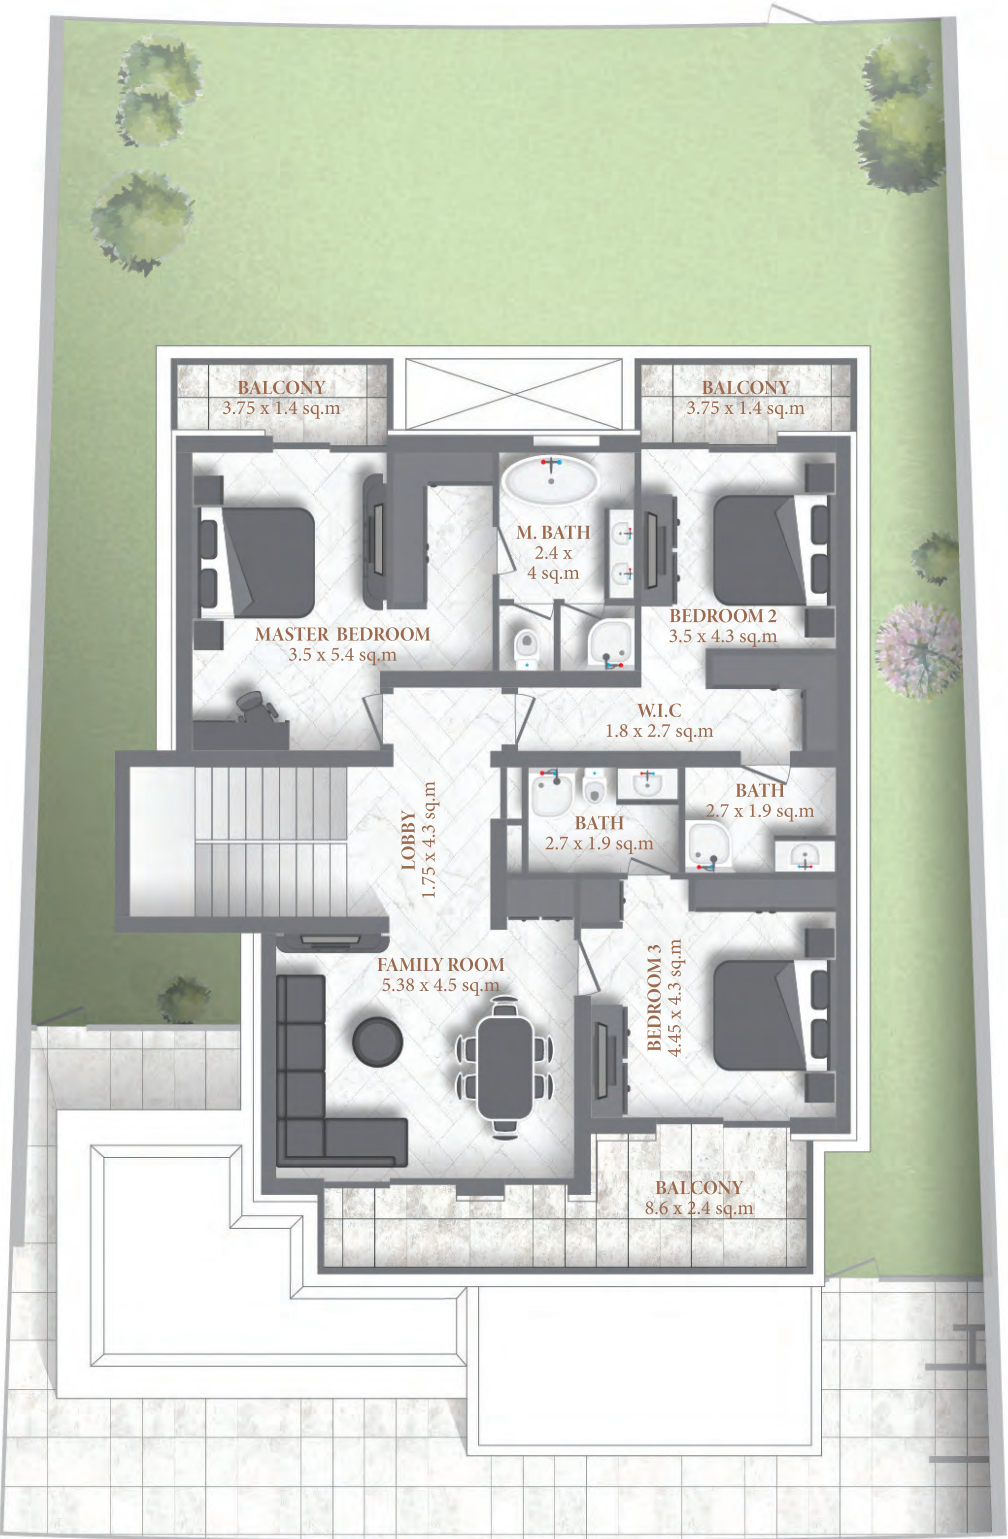 BALCONY
3.75 x 1.4 sq.m
BALCONY
3.75 x 1.4 sq.m
M. BATH
2.4 x
4 sq.m
MASTER BEDROOM
3.5 x 5.4 sq.m
BEDROOM 2
3.5 x 4.3 sq.m
W.I.C
1.8 x 2.7 sq.m
LOBBY
1.75 x 4.3 sq.m
BATH
2.7 x 1.9 sq.m
BATH
2.7 x 1.9 sq.m
FAMILY ROOM
5.38 x 4.5 sq.m
BEDROOM 3
4.45 x 4.3 sq.m
BALCONY
8.6 x 2.4 sq.m